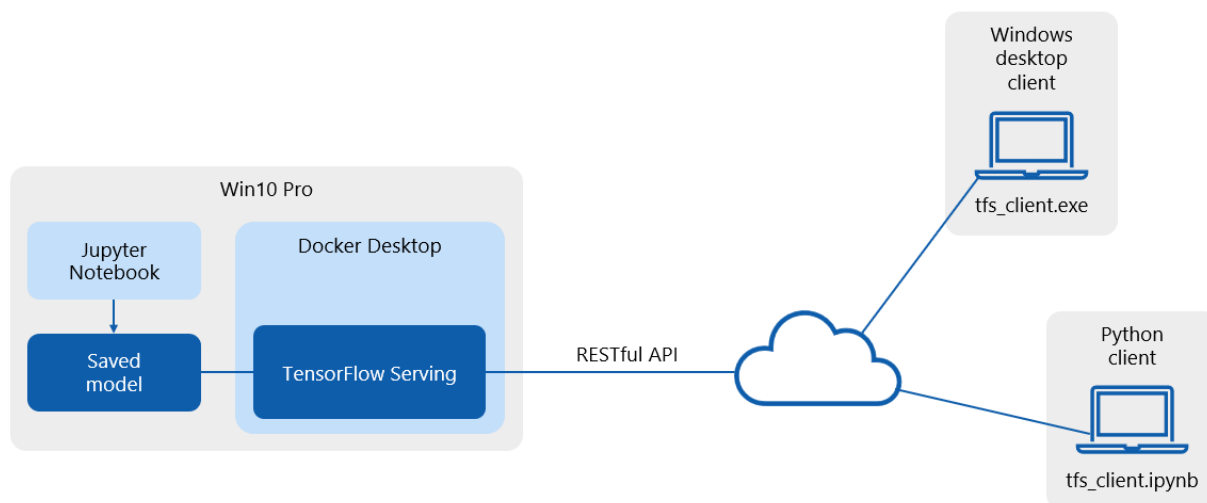 Windows
desktop
client
tfs_client.exe
Win10 Pro
Jupyter
Notebook
Docker Desktop
Saved
model
TensorFlow Serving
RESTful API
Python
client
tfs_client.ipynb